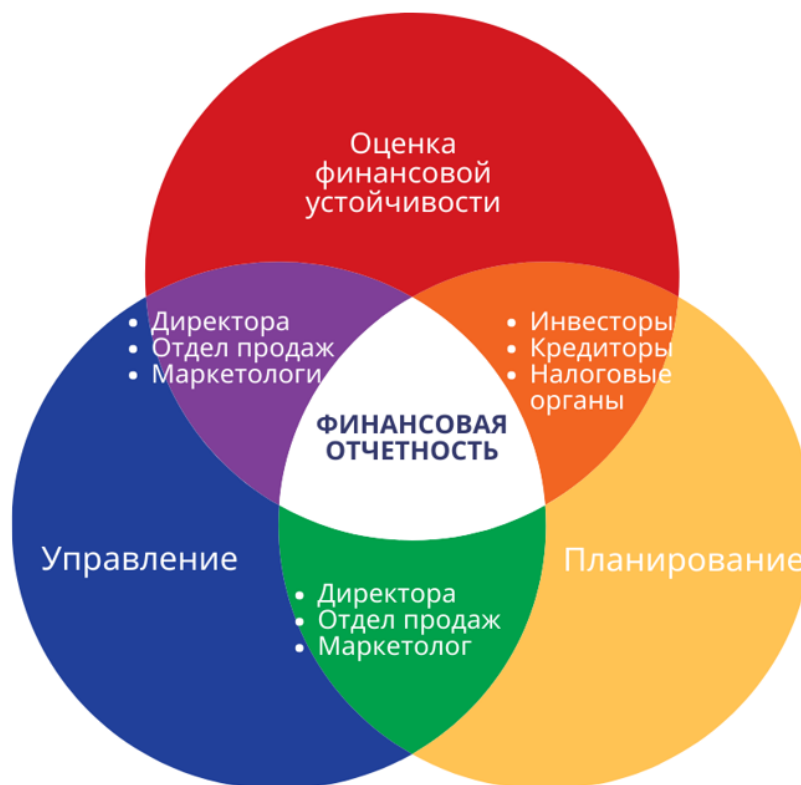 Оценка
финансовой
устойчивости
• Директора
• Отдел продаж
• Маркетологи
• Инвесторы
• Кредиторы
• Налоговые
органы
ФИНАНСОВАЯ
ОТЧЕТНОСТЬ
Управление
Планирование
• Директора
• Отдел продаж
• Маркетолог